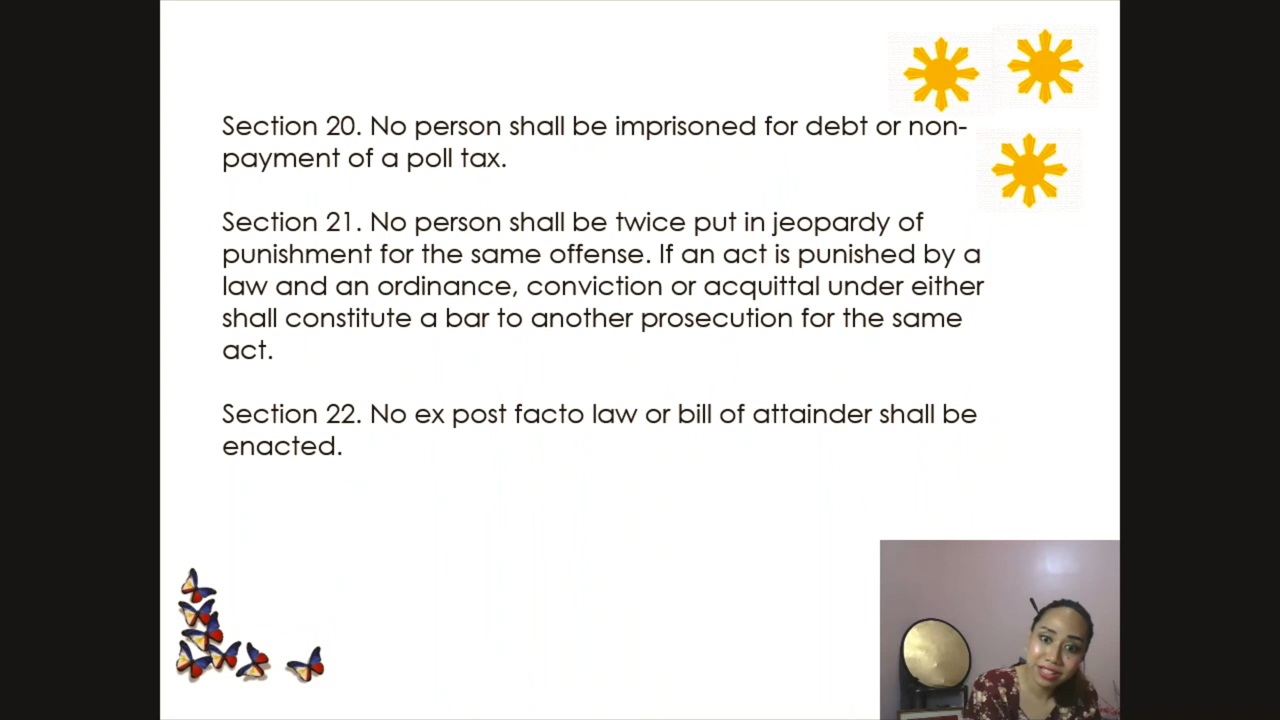 Section 20. No person shall be imprisoned for debt or non-
payment of a poll tax.
Section 21. No person shall be twice put in jeopardy of
punishment for the same offense. If an act is punished by a
law and an ordinance, conviction or acquittal under either
shall constitute a bar to another prosecution for the same
act.
Section 22. No ex post facto law or bill of attainder shall be
enacted.